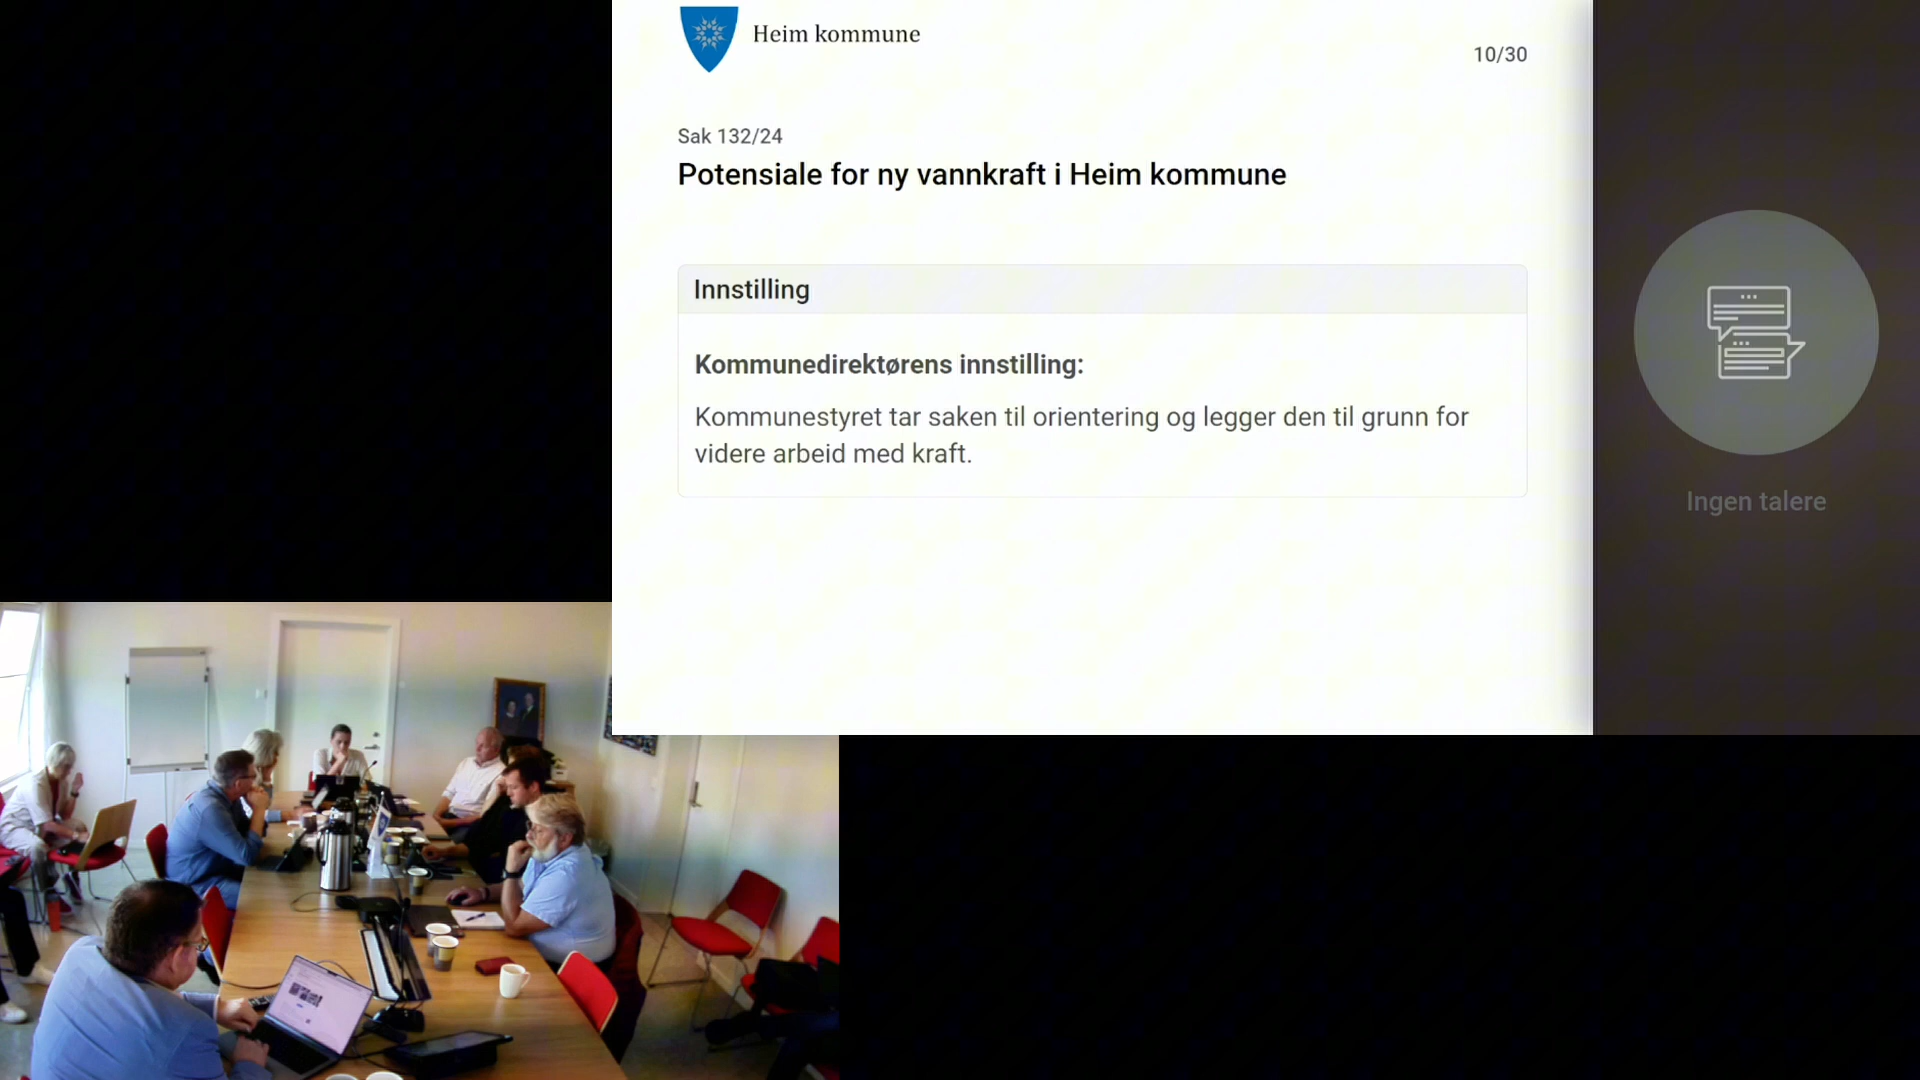 Heim kommune
10/30
Sak 132/24
Potensiale for ny vannkraft i Heim kommune
Innstilling
Kommunedirektørens innstilling:
Kommunestyret tar saken til orientering og legger den til grunn for
videre arbeid med kraft.
Ingen talere